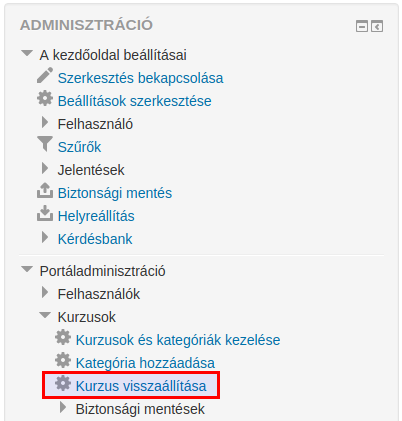 ADMINISZTRÁCIÓ
A kezdőoldal beállításai
Szerkesztés bekapcsolása
Beállítások szerkesztése
Felhasználó
Szűrők
Jelentések
Biztonsági mentés
Helyreállítás
Kérdésbank
Portáladminisztráció
Felhasználók
Kurzusok
Kurzusok és kategóriák kezelése
Kategória hozzáadása
Kurzus visszaállítása
Biztonsági mentések